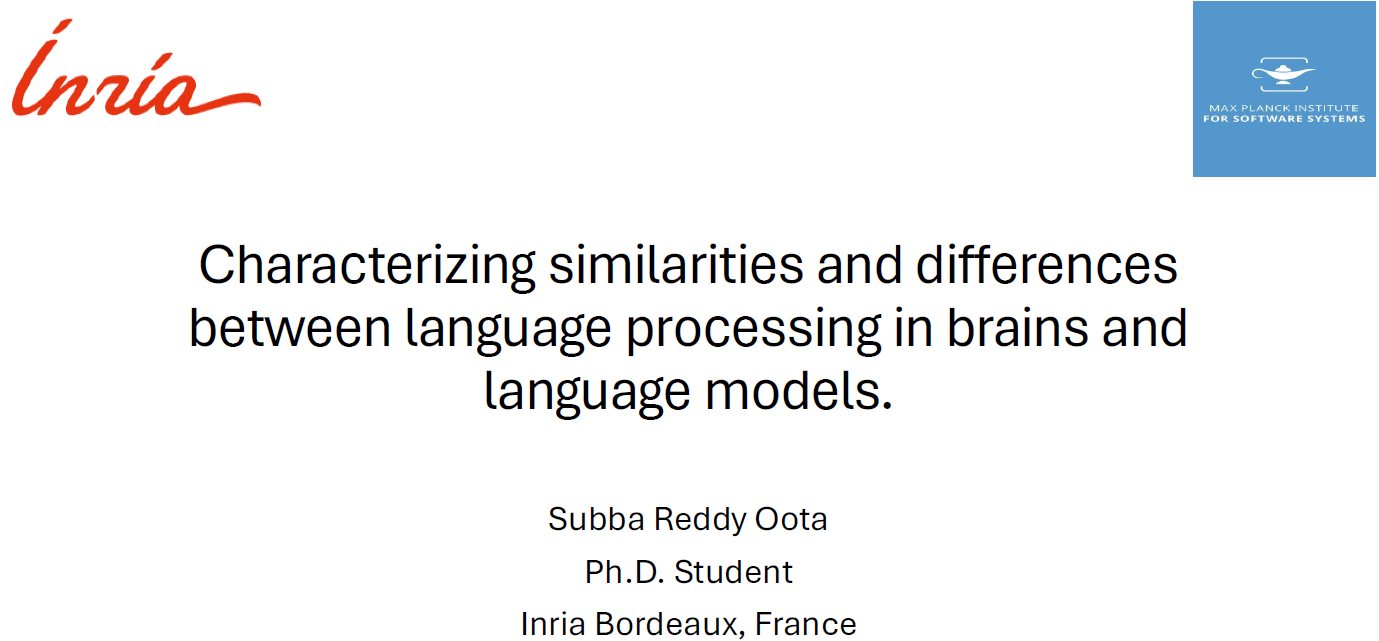 Inría
MAX PLANCK INSTITUTE
FOR SOFTWARE SYSTEMS
Characterizing similarities and differences
between language processing in brains and
language models.
Subba Reddy Oota
Ph.D. Student
Inria Bordeaux, France